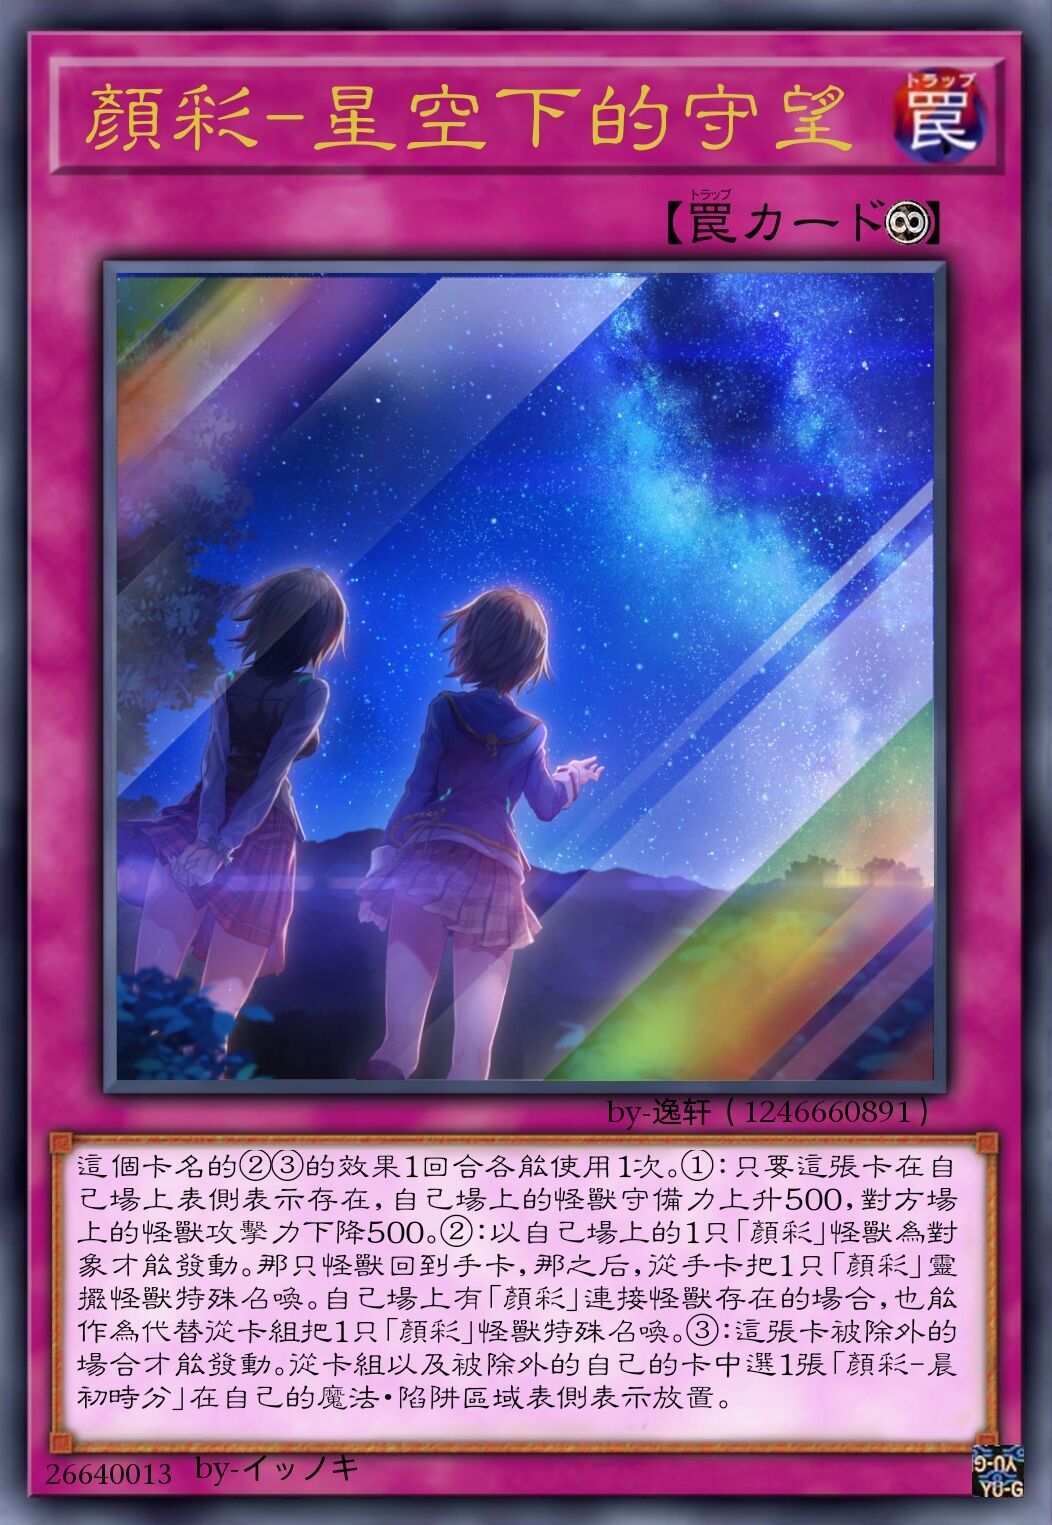 顏彩-星空下的守望
トラップ
罠
トラップ
【罠カード】
by-逸轩（1246660891）
這個卡名的②③的效果1回合各能使用1次。①：只要這張卡在自
己場上表側表示存在，自己場上的怪獸守備力上升500，對方場
上的怪獸攻擊力下降500。②：以自己場上的1只「顏彩」怪獸為對
象才能發動。那只怪獸回到手卡，那之后，從手卡把1只「顏彩」靈
擺怪獸特殊召喚。自己場上有「顏彩」連接怪獸存在的場合，也能
作為代替從卡組把1只「顏彩」怪獸特殊召喚。③：這張卡被除外的
場合才能發動。從卡組以及被除外的自己的卡中選1張「顏彩-晨
初時分」在自己的魔法·陷阱區域表側表示放置。
26640013 by-イッノキ
YU-G
YU-G